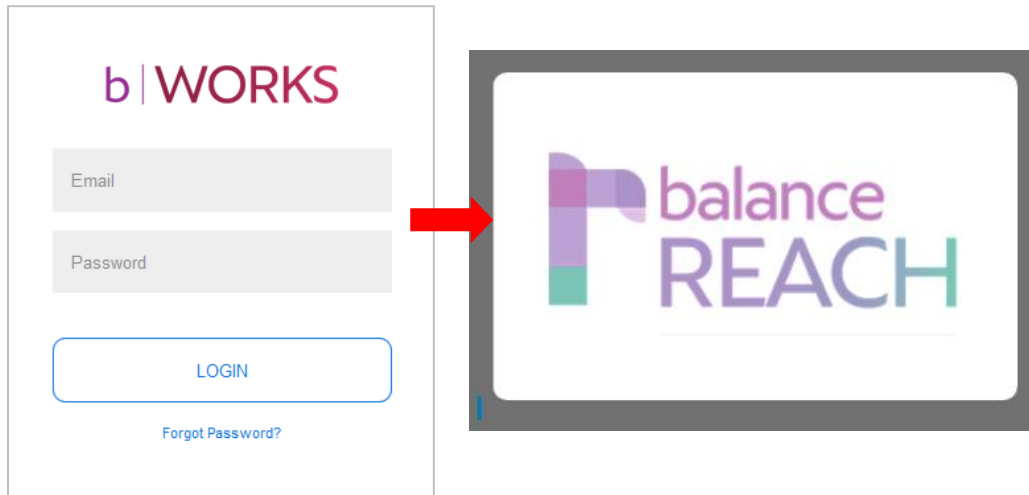 b | WORKS
Email
Password
LOGIN
Forgot Password?
balance
REACH